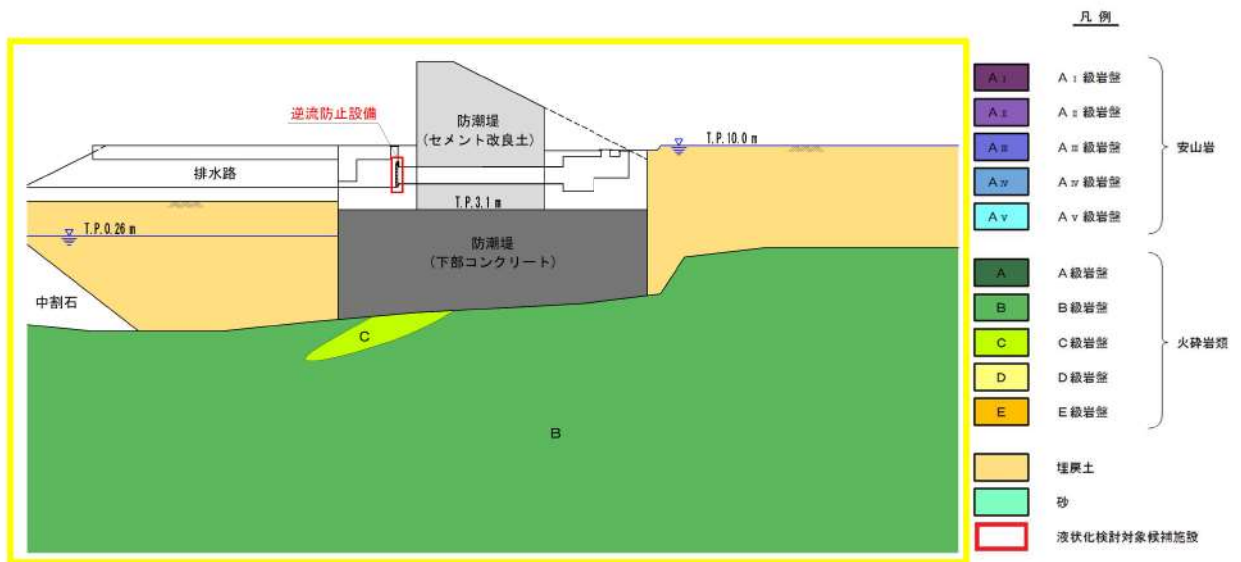 凡 例
逆流防止設備
防潮堤
(セメント改良土)
T.P.10.0 m
排水路
T.P.3.1 m
T.P.0.26 m
防潮堤
(下部コンクリート)
中割石
C
B
AⅠ AⅠ級岩盤
AⅡ AⅡ級岩盤
AⅢ AⅢ級岩盤
AⅣ AⅣ級岩盤
AⅤ AⅤ級岩盤
安山岩
A A級岩盤
B B級岩盤
C C級岩盤
D D級岩盤
E E級岩盤
火砕岩類
埋戻土
砂
液状化検討対象候補施設